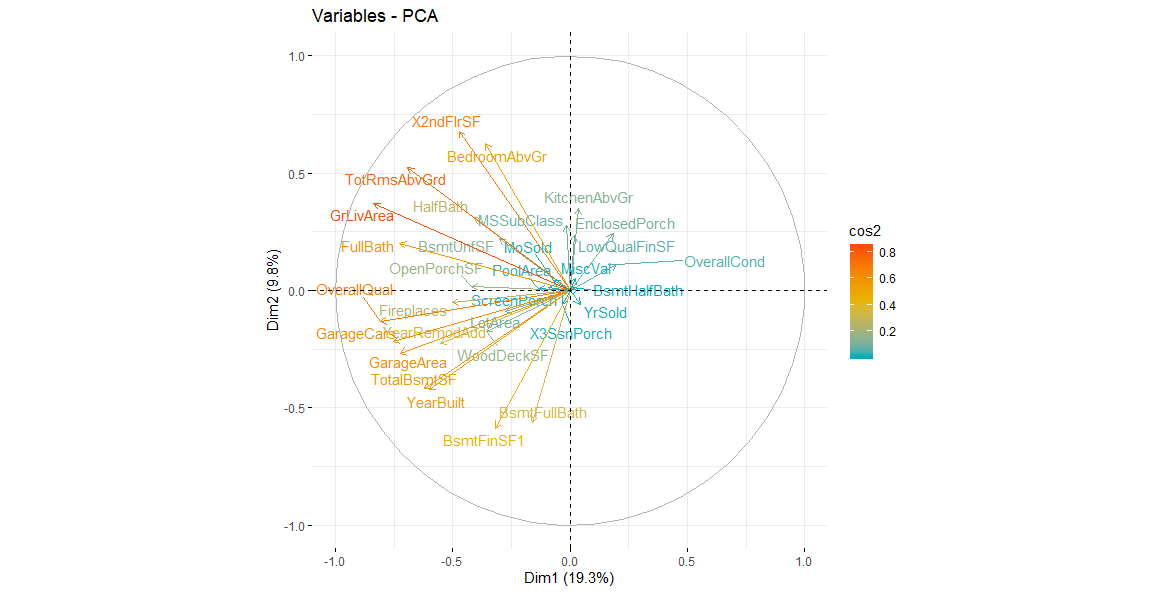 Variables - PCA
1.0
X2ndFlrSF
BedroomAbvGr
0.5
TotRmsAbvGrd
KitchenAbvGr
HalfBath
GrLivArea
MSSubClass
EnclosedPorch
cos2
FullBath
BsmtUnfSF
MoSold
LowQualFinSF
0.8
OpenPorchSF
PoolArea
MiscVal
OverallCond
0.6
Dim2 (9.8%)
0.0
OverallQual
BsmtHalfBath
0.4
Fireplaces
ScreenPorch
YrSold
0.2
GarageCars
YearRemodAdd
LotArea
X3SsnPorch
GarageArea
WoodDeckSF
TotalBsmtSF
-0.5
YearBuilt
BsmtFullBath
BsmtFinSF1
-1.0
-1.0
-0.5
0.0
0.5
1.0
Dim1 (19.3%)